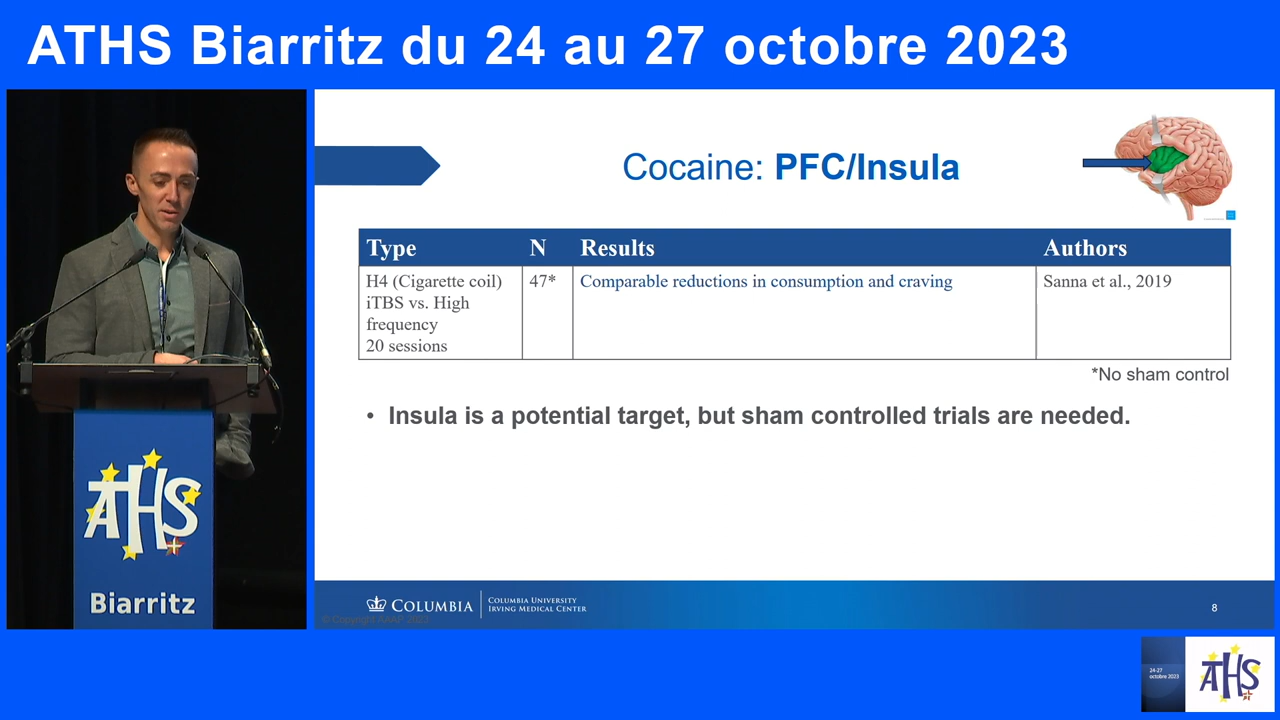 ATHS Biarritz du 24 au 27 octobre 2023
Cocaine: PFC/Insula
Type N Results Authors
H4 (Cigarette coil) 47* Comparable reductions in consumption and craving Sanna et al., 2019
iTBS vs. High
frequency
20 sessions
*No sham control
• Insula is a potential target, but sham controlled trials are needed.
ATHS
Biarritz
COLUMBIA
COLUMBIA UNIVERSITY
IRVING MEDICAL CENTER
8
24-27
octobre 2023
ATHS